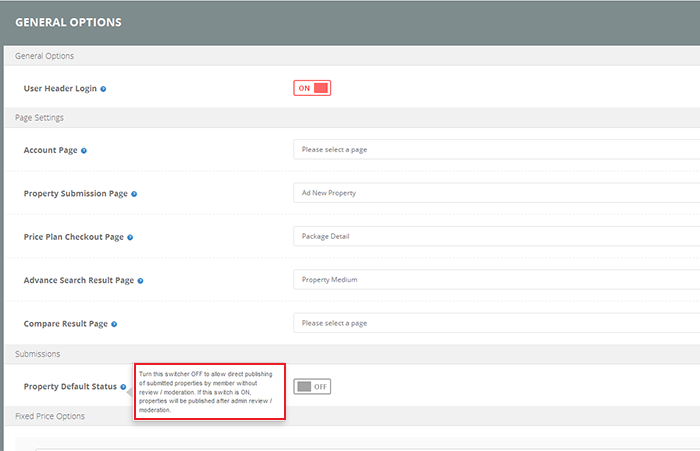 GENERAL OPTIONS
General Options
User Header Login ?
ON
Page Settings
Account Page ?
Please select a page
Property Submission Page ?
Ad New Property
Price Plan Checkout Page ?
Package Detail
Advance Search Result Page ?
Property Medium
Compare Result Page ?
Please select a page
Submissions
Property Default Status ?
Turn this switcher OFF to allow direct publishing
of submitted properties by member without
review / moderation. If this switch is ON,
properties will be published after admin review /
moderation.
OFF
Fixed Price Options